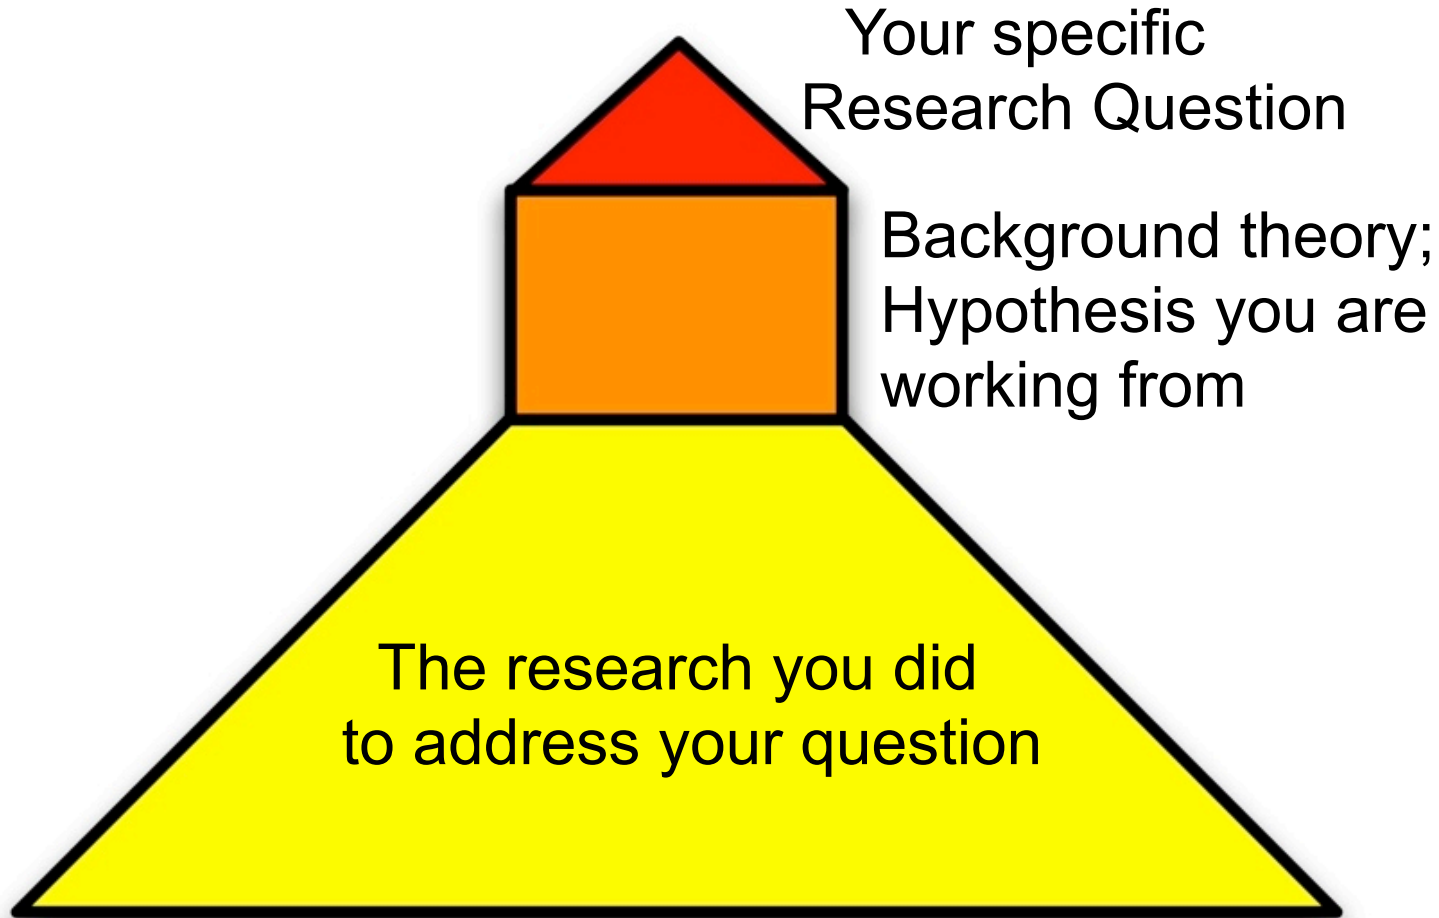 Your specific
Research Question
Background theory;
Hypothesis you are
working from
The research you did
to address your question